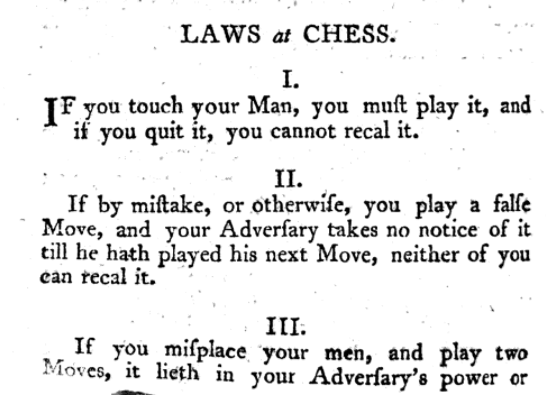 LAWS at CHESS.
I.
IF you touch your Man, you muſt play it, and
if you quit it, you cannot recal it.
II.
If by miſtake, or otherwiſe, you play a falſe
Move, and your Adverſary takes no notice of it
till he hath played his next Move, neither of you
can recal it.
III.
If you miſplace your men, and play two
Moves, it lieth in your Adverſary's power or